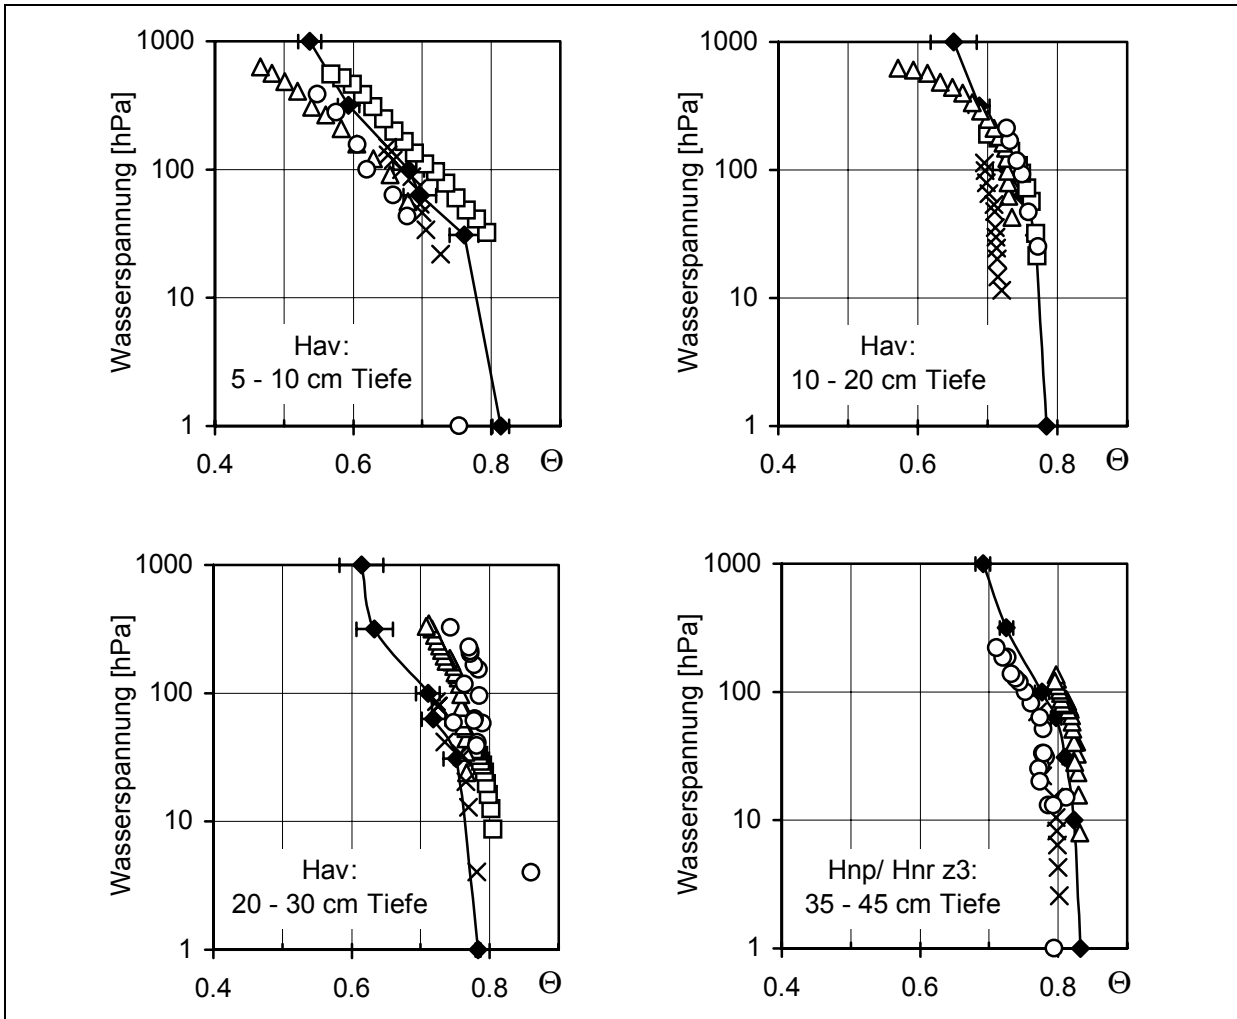 Wasserspannung [hPa]
1000
100
10
1
Hav:
5 - 10 cm Tiefe
0.4
0.6
0.8
Θ
Wasserspannung [hPa]
1000
100
10
1
Hav:
10 - 20 cm Tiefe
0.4
0.6
0.8
Θ
Wasserspannung [hPa]
1000
100
10
1
Hav:
20 - 30 cm Tiefe
0.4
0.6
0.8
Θ
Wasserspannung [hPa]
1000
100
10
1
Hnp/ Hnr z3:
35 - 45 cm Tiefe
0.4
0.6
0.8
Θ